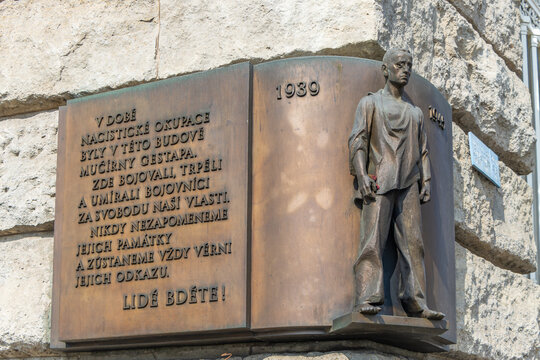 V DOBĚ
NACISTICKÉ OKUPACE
BYLY V TÉTO BUDOVĚ
MUČÍRNY GESTAPA.
ZDE BOJOVALI, TRPĚLI
A UMÍRALI BOJOVNÍCI
ZA SVOBODU NAŠÍ VLASTI.
NIKDY NEZAPOMENEME
JEJICH PAMÁTKY
A ZŮSTANEME VŽDY VĚRNI
JEJICH ODKAZU.
LIDÉ BDĚTE!
1939